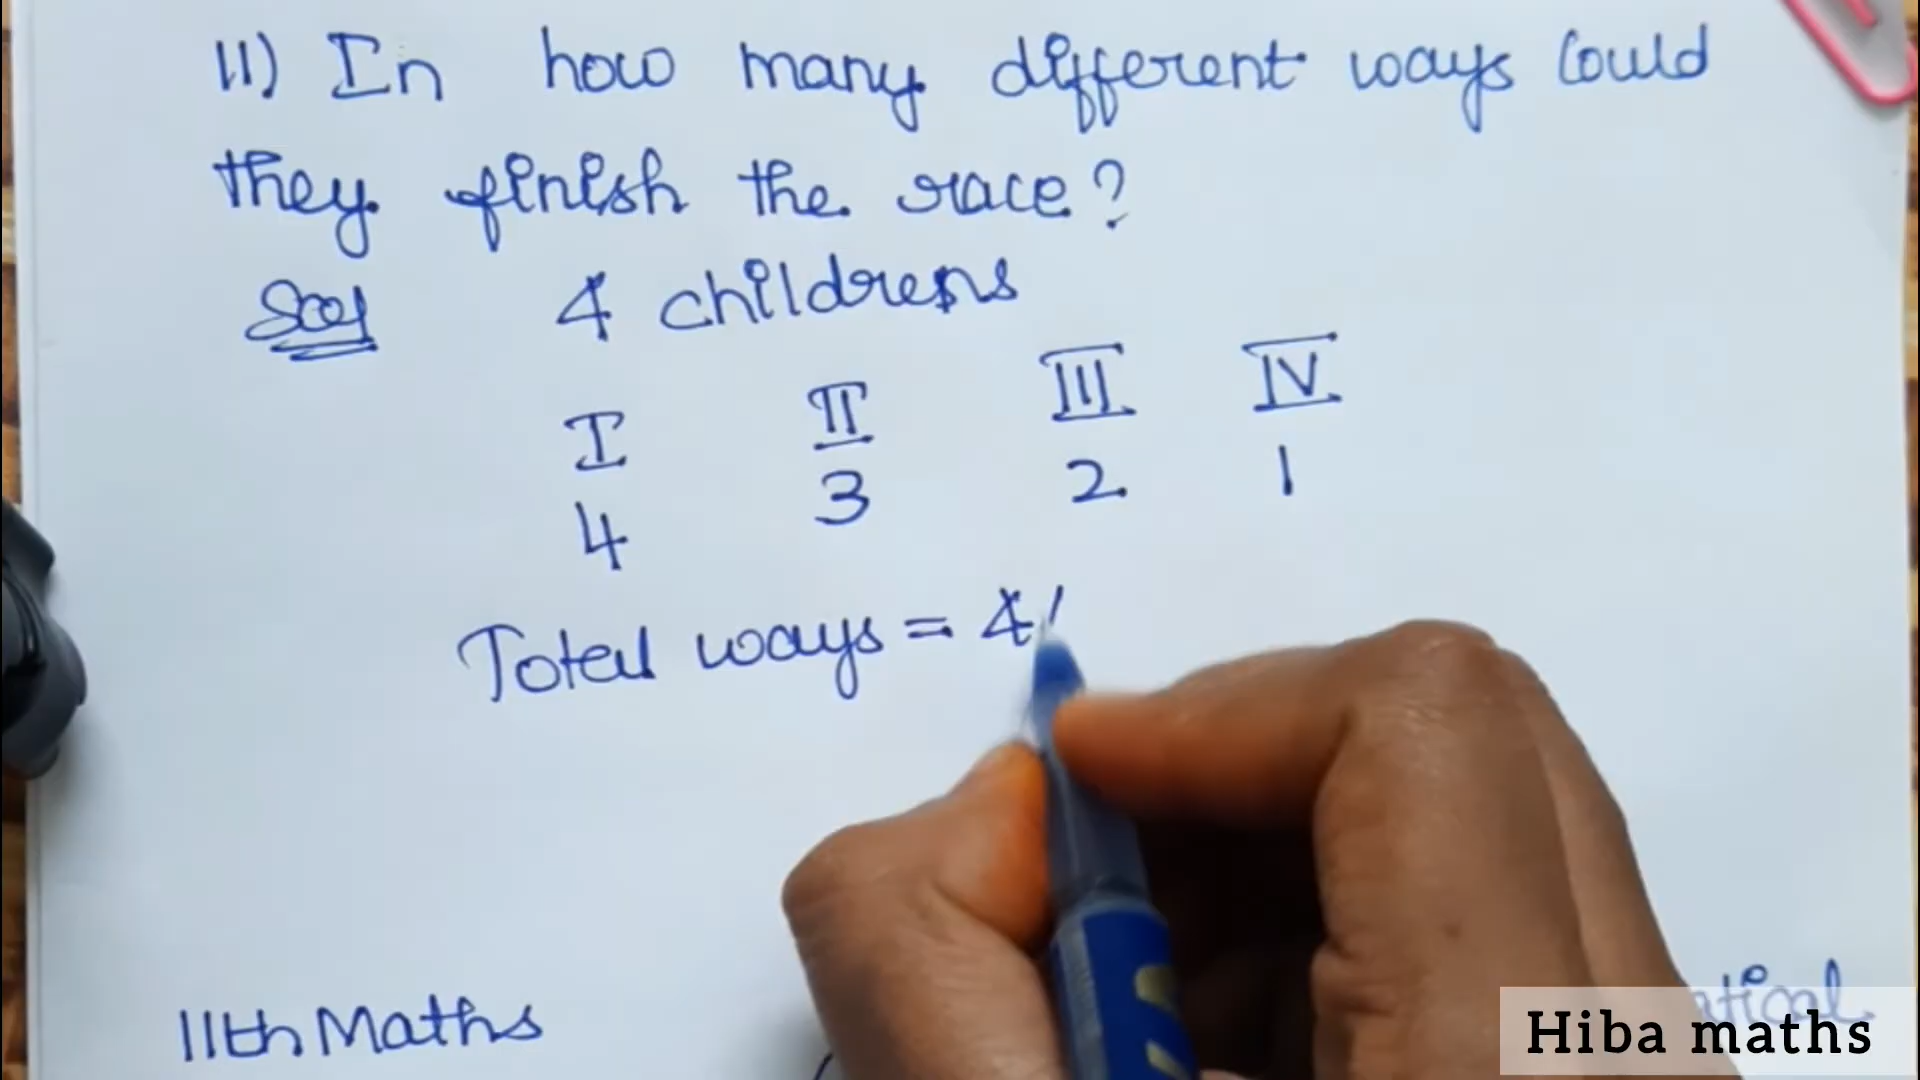 11) In how many different ways could
they finish the race?
Sol 4 childrens
I II III IV
4 3 2 1
Total ways = 4
11th Maths
Hiba maths